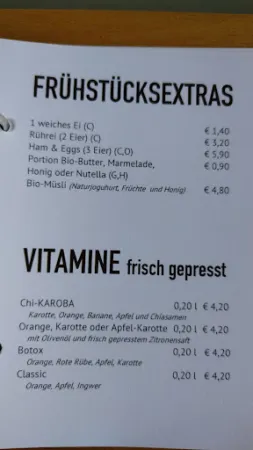 FRÜHSTÜCKSEXTRAS
1 weiches Ei (C) € 1,40
Rührei (2 Eier) (C) € 3,20
Ham & Eggs (3 Eier) (C,O) € 5,90
Portion Bio-Butter, Marmelade, € 0,90
Honig oder Nutella (G,H)
Bio-Müsli (Naturjoghurt, Früchte und Honig) € 4,80
VITAMINE frisch gepresst
Chi-KAROBA 0,20 l € 4,20
Karotte, Orange, Banane, Apfel und Chiasamen
Orange, Karotte oder Apfel-Karotte 0,20 l € 4,20
mit Olivenöl und frisch gepresstem Zitronensaft
Botox 0,20 l € 4,20
Orange, Rote Rübe, Apfel, Karotte
Classic 0,20 l € 4,20
Orange, Apfel, Ingwer